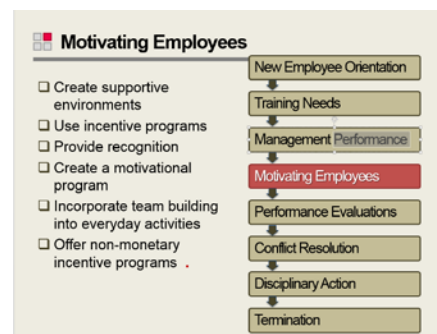 Motivating Employees
❑ Create supportive
environments
❑ Use incentive programs
❑ Provide recognition
❑ Create a motivational
program
❑ Incorporate team building
into everyday activities
❑ Offer non-monetary
incentive programs .
New Employee Orientation
Training Needs
Management Performance
Motivating Employees
Performance Evaluations
Conflict Resolution
Disciplinary Action
Termination